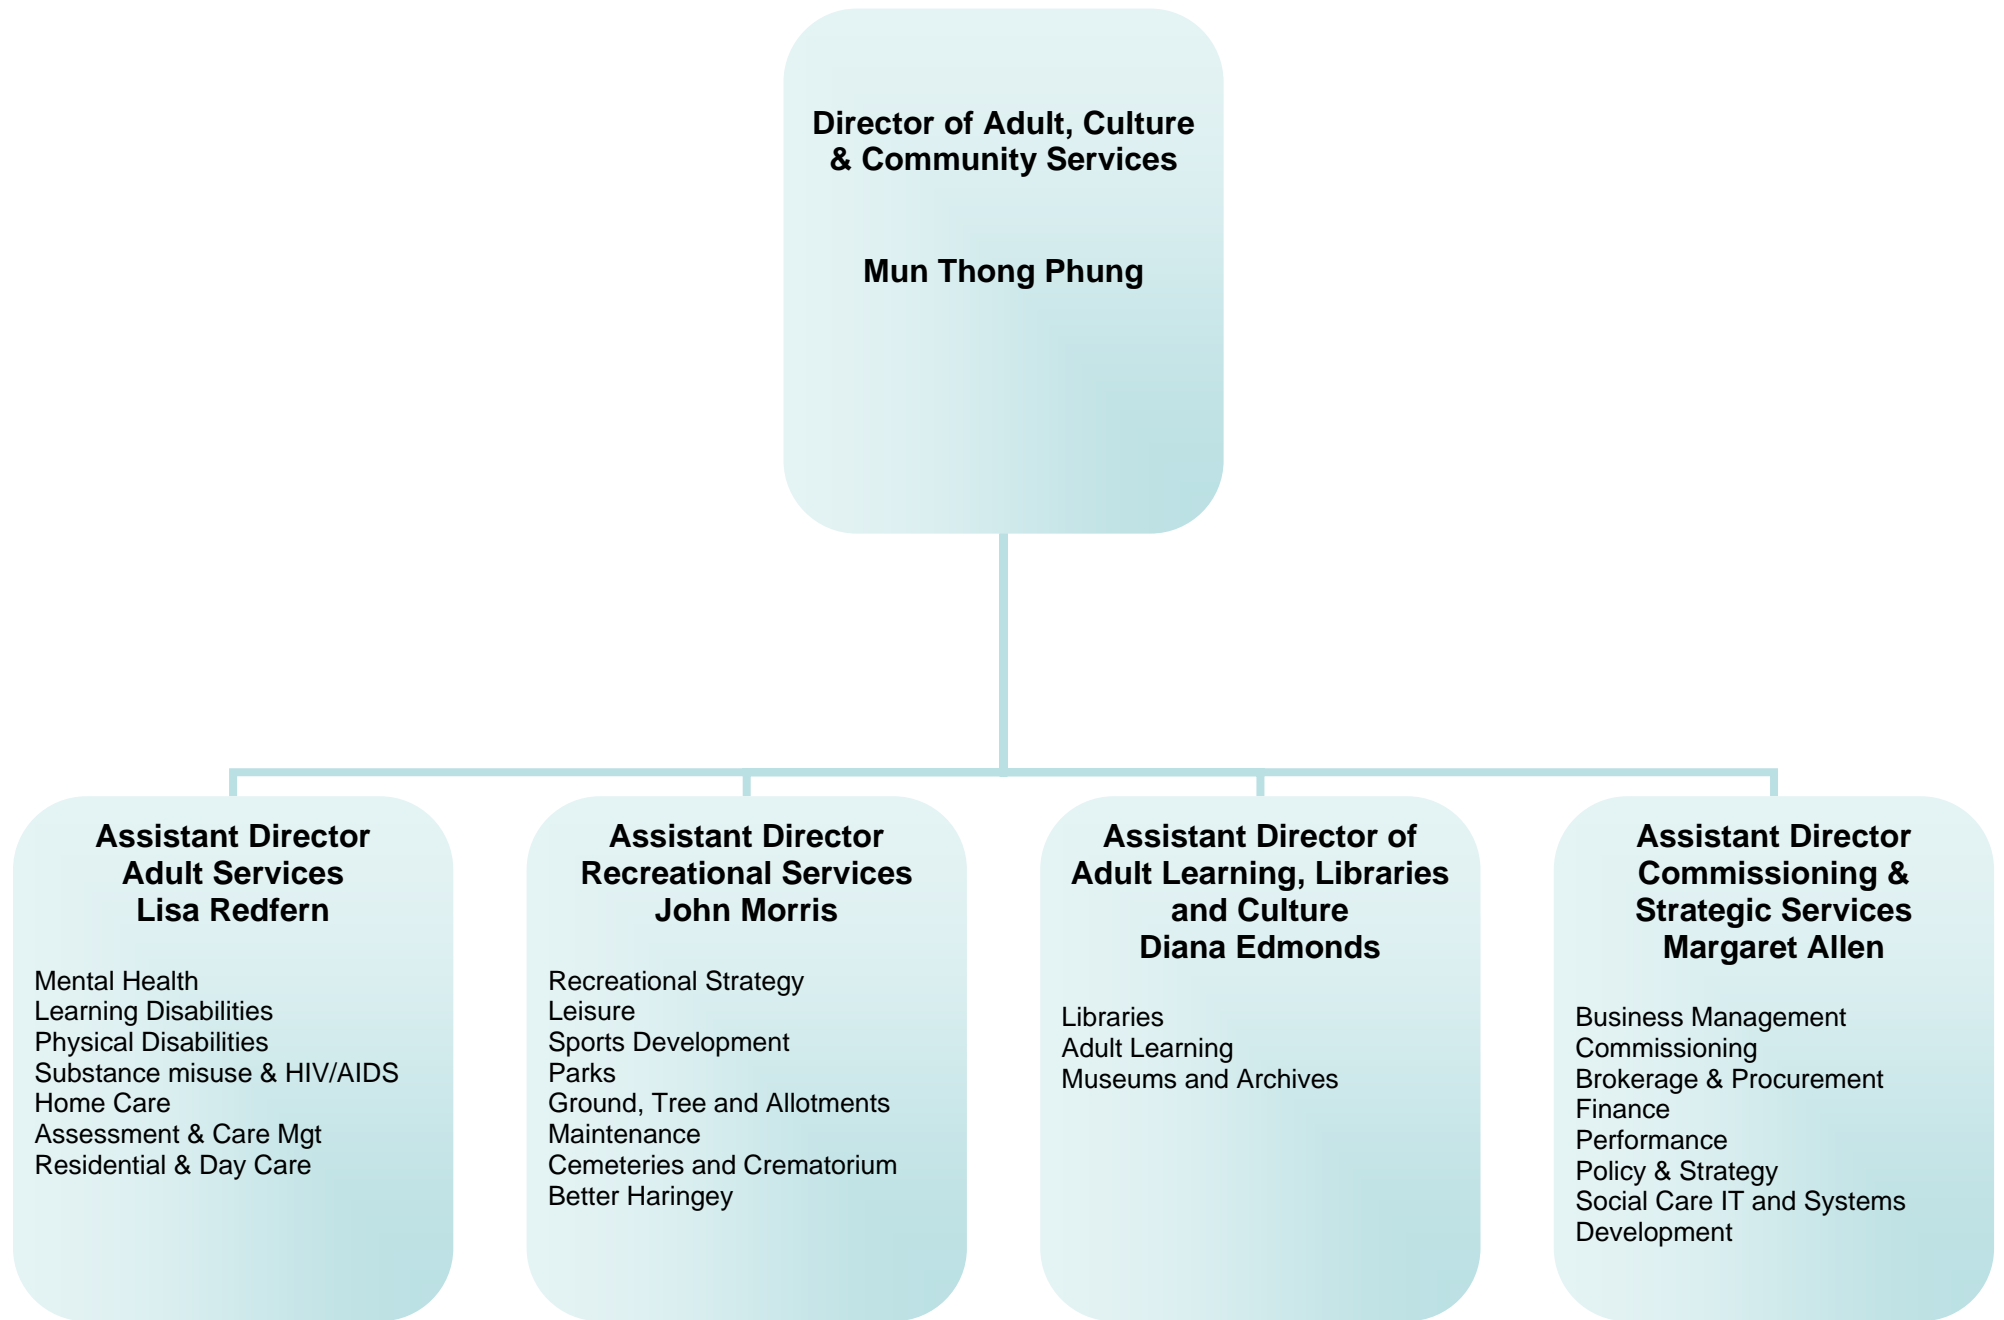 Director of Adult, Culture
& Community Services
Mun Thong Phung
Assistant Director
Adult Services
Lisa Redfern
Mental Health
Learning Disabilities
Physical Disabilities
Substance misuse & HIV/AIDS
Home Care
Assessment & Care Mgt
Residential & Day Care
Assistant Director
Recreational Services
John Morris
Recreational Strategy
Leisure
Sports Development
Parks
Ground, Tree and Allotments
Maintenance
Cemeteries and Crematorium
Better Haringey
Assistant Director of
Adult Learning, Libraries
and Culture
Diana Edmonds
Libraries
Adult Learning
Museums and Archives
Assistant Director
Commissioning &
Strategic Services
Margaret Allen
Business Management
Commissioning
Brokerage & Procurement
Finance
Performance
Policy & Strategy
Social Care IT and Systems
Development